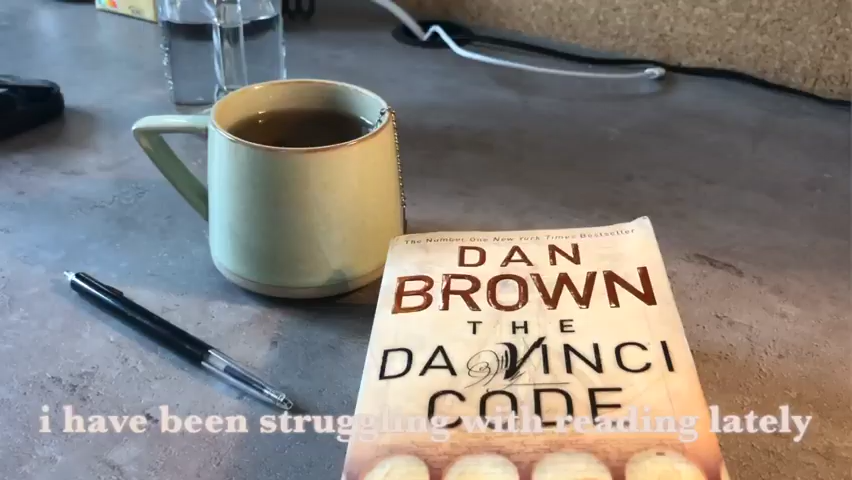 The Number One New York Times Bestseller
DAN
BROWN
THE
DA VINCI
CODE
i have been struggling with reading lately